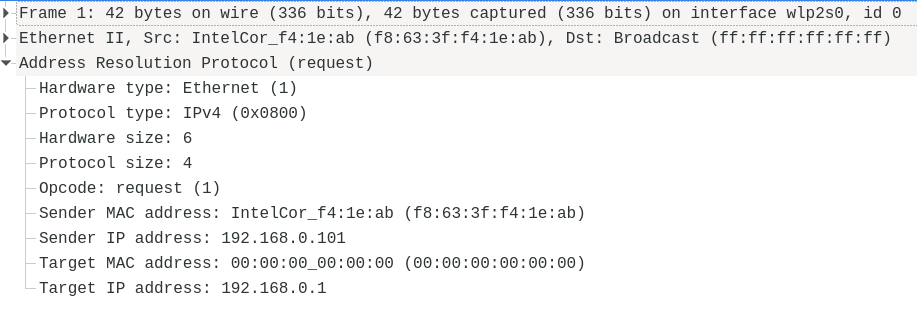 Frame 1: 42 bytes on wire (336 bits), 42 bytes captured (336 bits) on interface wlp2s0, id 0
Ethernet II, Src: IntelCor_f4:1e:ab (f8:63:3f:f4:1e:ab), Dst: Broadcast (ff:ff:ff:ff:ff:ff)
Address Resolution Protocol (request)
Hardware type: Ethernet (1)
Protocol type: IPv4 (0x0800)
Hardware size: 6
Protocol size: 4
Opcode: request (1)
Sender MAC address: IntelCor_f4:1e:ab (f8:63:3f:f4:1e:ab)
Sender IP address: 192.168.0.101
Target MAC address: 00:00:00_00:00:00 (00:00:00:00:00:00)
Target IP address: 192.168.0.1